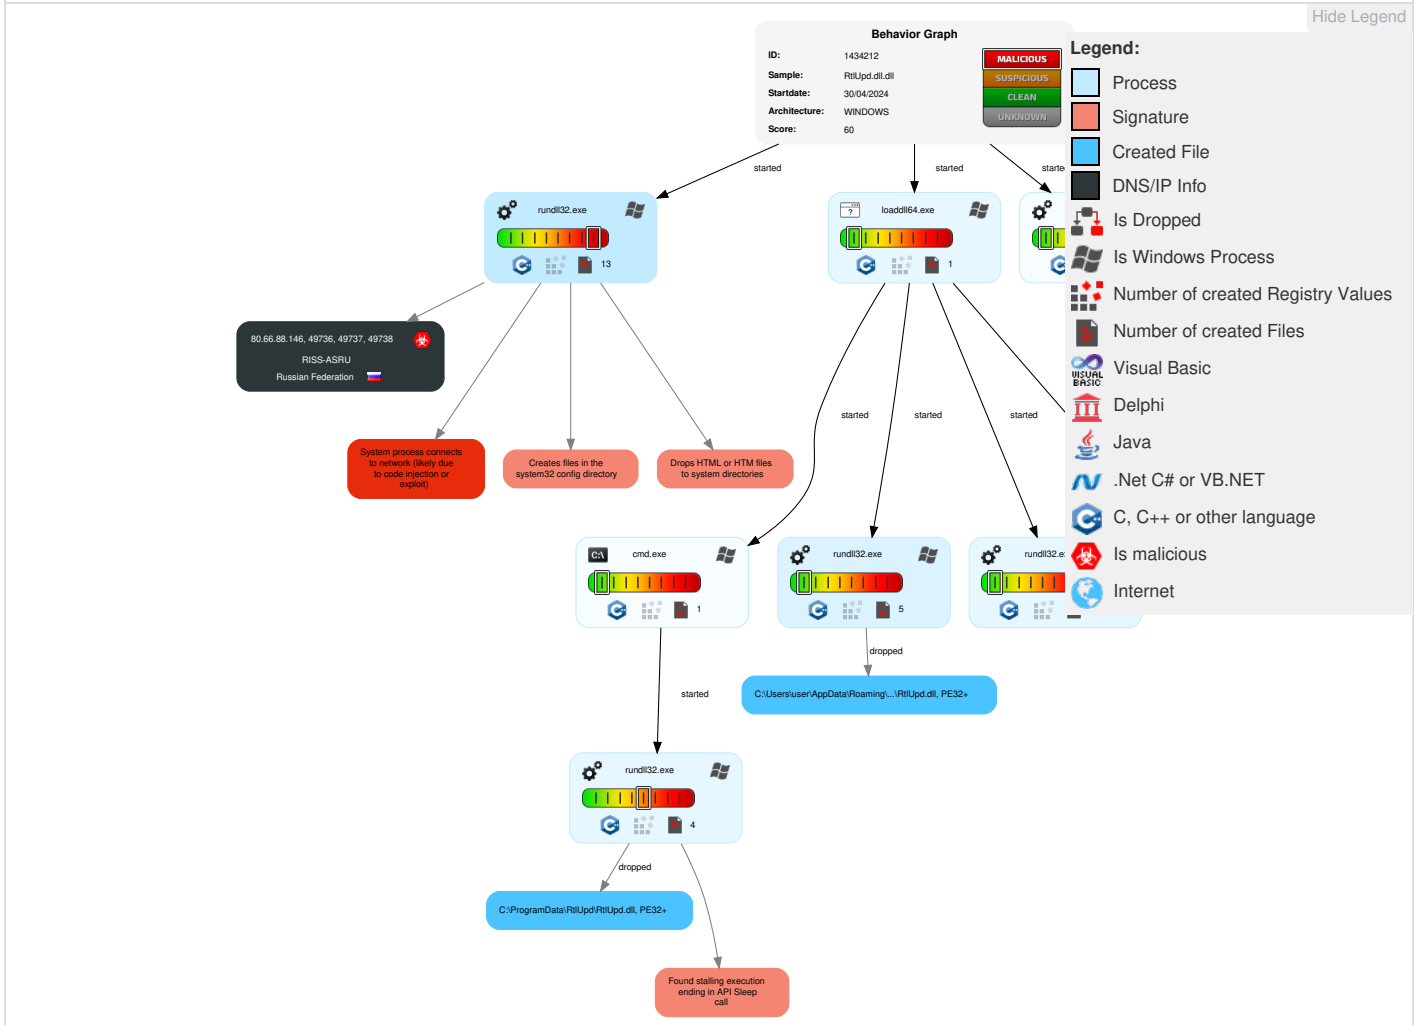 Hide Legend
Behavior Graph
ID: 1434212
Sample: RtlUpd.dll.dll
Startdate: 30/04/2024
Architecture: WINDOWS
Score: 60
MALICIOUS
SUSPICIOUS
CLEAN
UNKNOWN
Legend:
Process
Signature
Created File
DNS/IP Info
Is Dropped
Is Windows Process
Number of created Registry Values
Number of created Files
VISUAL
BASIC
Visual Basic
Delphi
Java
.Net C# or VB.NET
C, C++ or other language
Is malicious
Internet
started
started
rundll32.exe
13
loaddll64.exe
?
1
80.66.88.146, 49736, 49737, 49738
RISS-ASRU
Russian Federation
System process connects
to network (likely due
to code injection or
exploit)
Creates files in the
system32 config directory
Drops HTML or HTM files
to system directories
started
started
started
C:\
cmd.exe
1
rundll32.exe
5
dropped
C:\Users\user\AppData\Roaming\...\RtlUpd.dll, PE32+
started
rundll32.exe
4
dropped
C:\ProgramData\RtlUpd\RtlUpd.dll, PE32+
Found stalling execution
ending in API Sleep
call